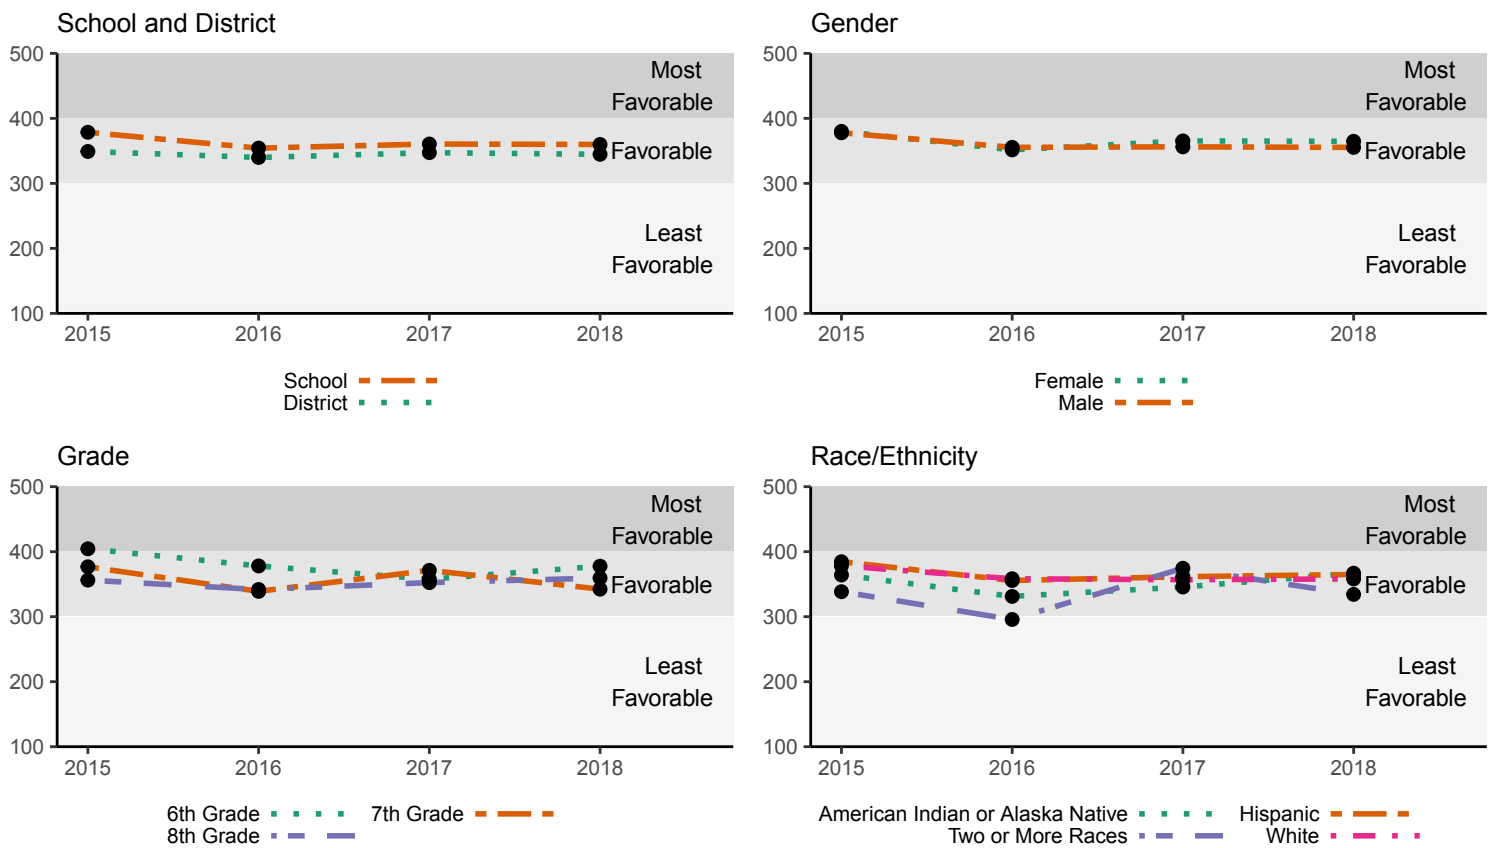 School and District
500
400
300
200
100
Most
Favorable
Favorable
Least
Favorable
2015 2016 2017 2018
School
District
Gender
500
400
300
200
100
Most
Favorable
Favorable
Least
Favorable
2015 2016 2017 2018
Female
Male
Grade
500
400
300
200
100
Most
Favorable
Favorable
Least
Favorable
2015 2016 2017 2018
6th Grade 7th Grade
8th Grade
Race/Ethnicity
500
400
300
200
100
Most
Favorable
Favorable
Least
Favorable
2015 2016 2017 2018
American Indian or Alaska Native Hispanic
Two or More Races White